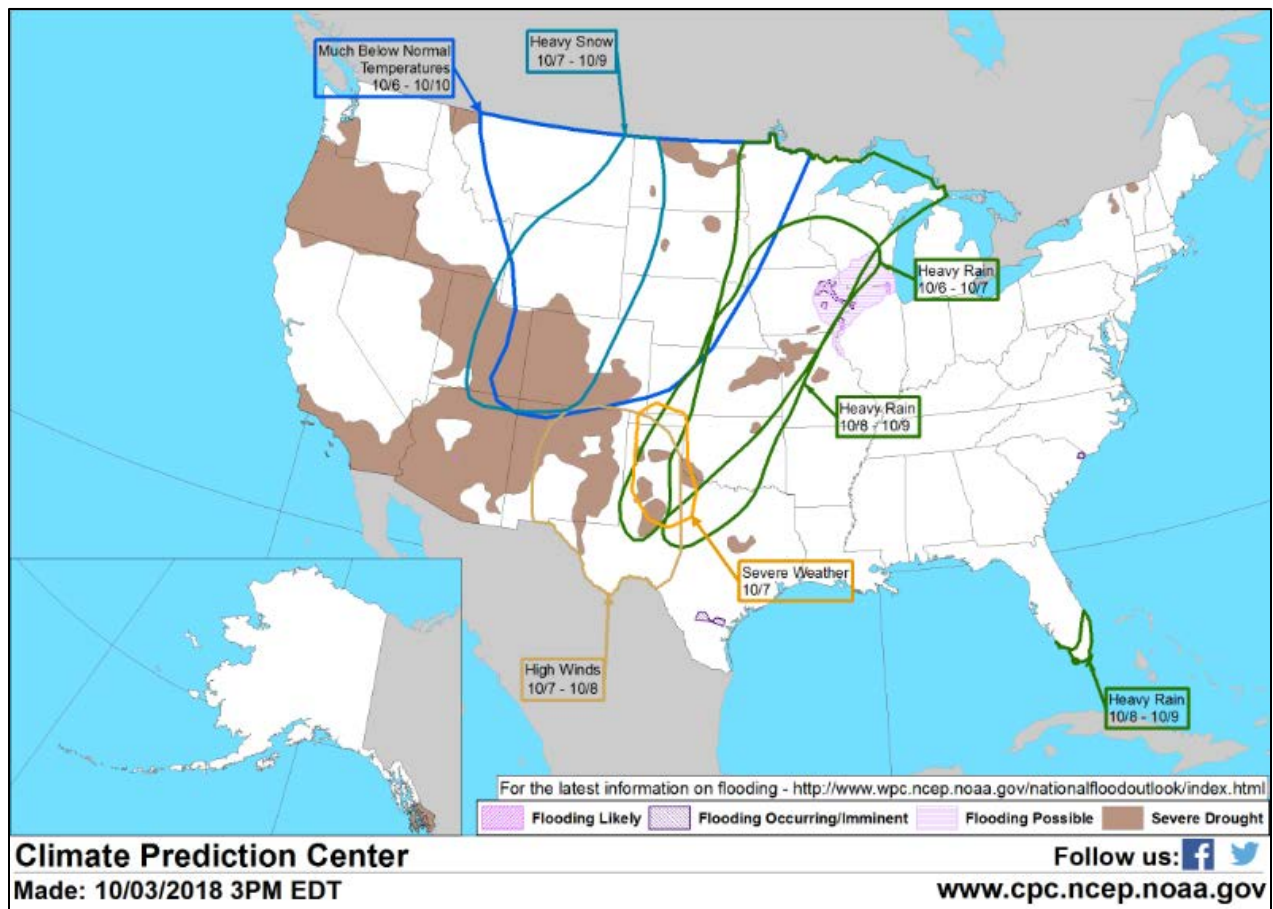 Much Below Normal
Temperatures
10/6 - 10/10
Heavy Snow
10/7 - 10/9
Heavy Rain
10/6 - 10/7
Heavy Rain
10/8 - 10/9
Severe Weather
10/7
High Winds
10/7 - 10/8
Heavy Rain
10/8 - 10/9
For the latest information on flooding - http://www.wpc.ncep.noaa.gov/nationalfloodoutlook/index.html
Flooding Likely Flooding Occurring/Imminent Flooding Possible Severe Drought
Climate Prediction Center Follow us:
Made: 10/03/2018 3PM EDT www.cpc.ncep.noaa.gov